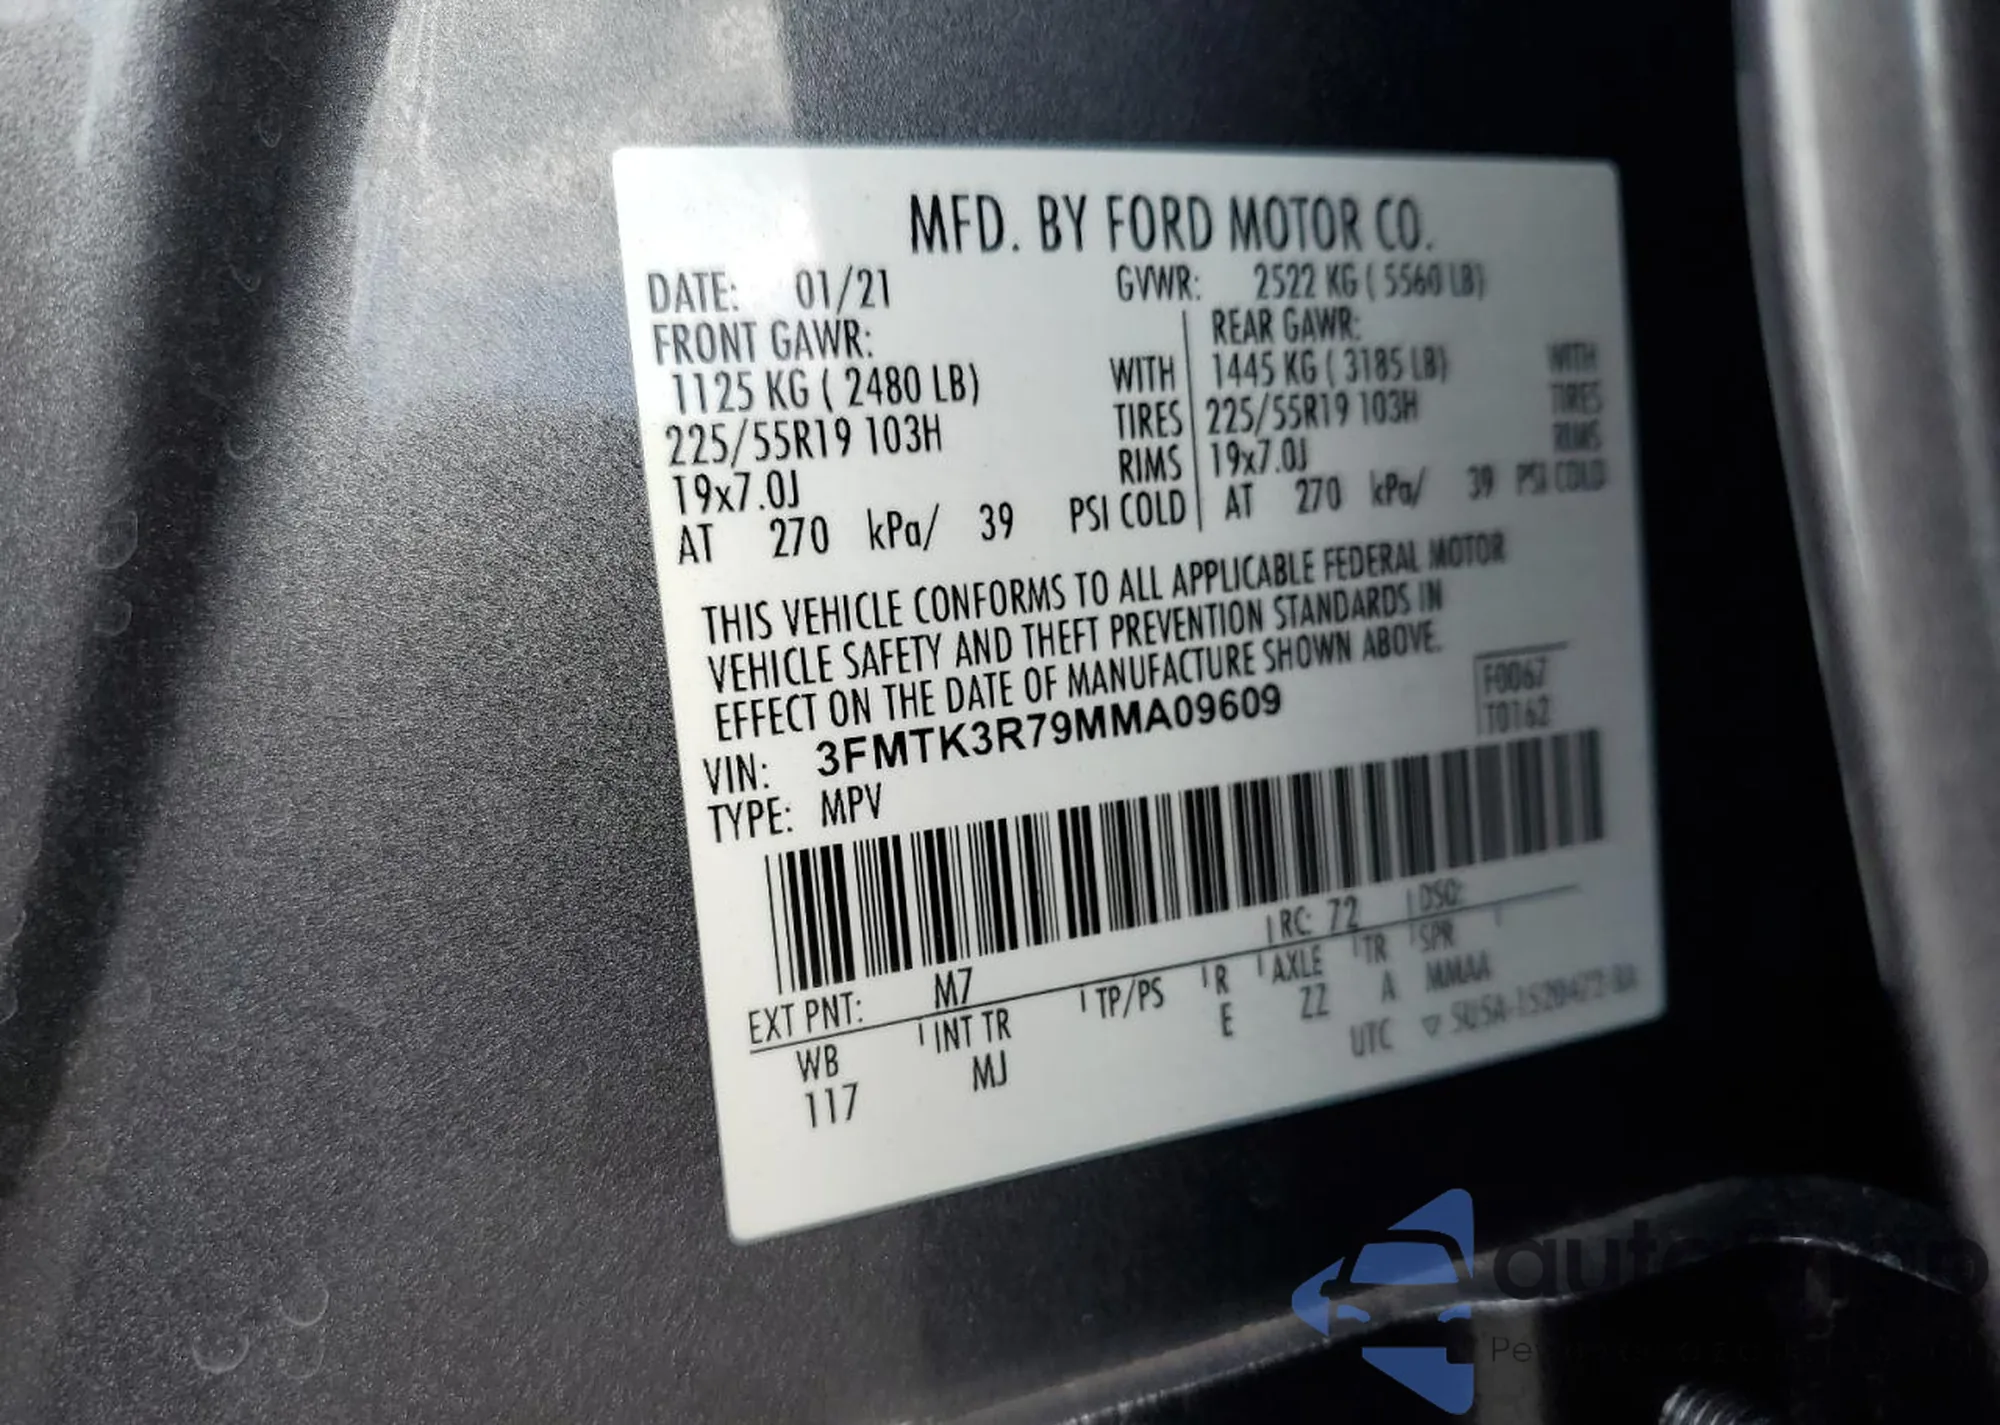 MFD. BY FORD MOTOR CO.
DATE: 01/21 GVWR: 2522 KG ( 5560 LB)
FRONT GAWR: REAR GAWR:
1125 KG ( 2480 LB) WITH 1445 KG ( 3185 LB) WITH
225/55R19 103H TIRES 225/55R19 103H TIRES
19x7.0J RIMS 19x7.0J RIMS
AT 270 kPa/ 39 PSI COLD AT 270 kPa/ 39 PSI COLD
THIS VEHICLE CONFORMS TO ALL APPLICABLE FEDERAL MOTOR
VEHICLE SAFETY AND THEFT PREVENTION STANDARDS IN
EFFECT ON THE DATE OF MANUFACTURE SHOWN ABOVE.
VIN: 3FMTK3R79MMA09609
F0067
T0162
TYPE: MPV
EXT PNT: M7 RC: 72 DSO:
WB INT TR TP/PS R AXLE TR SPR
117 MJ E ZZ A MMAA
UTC